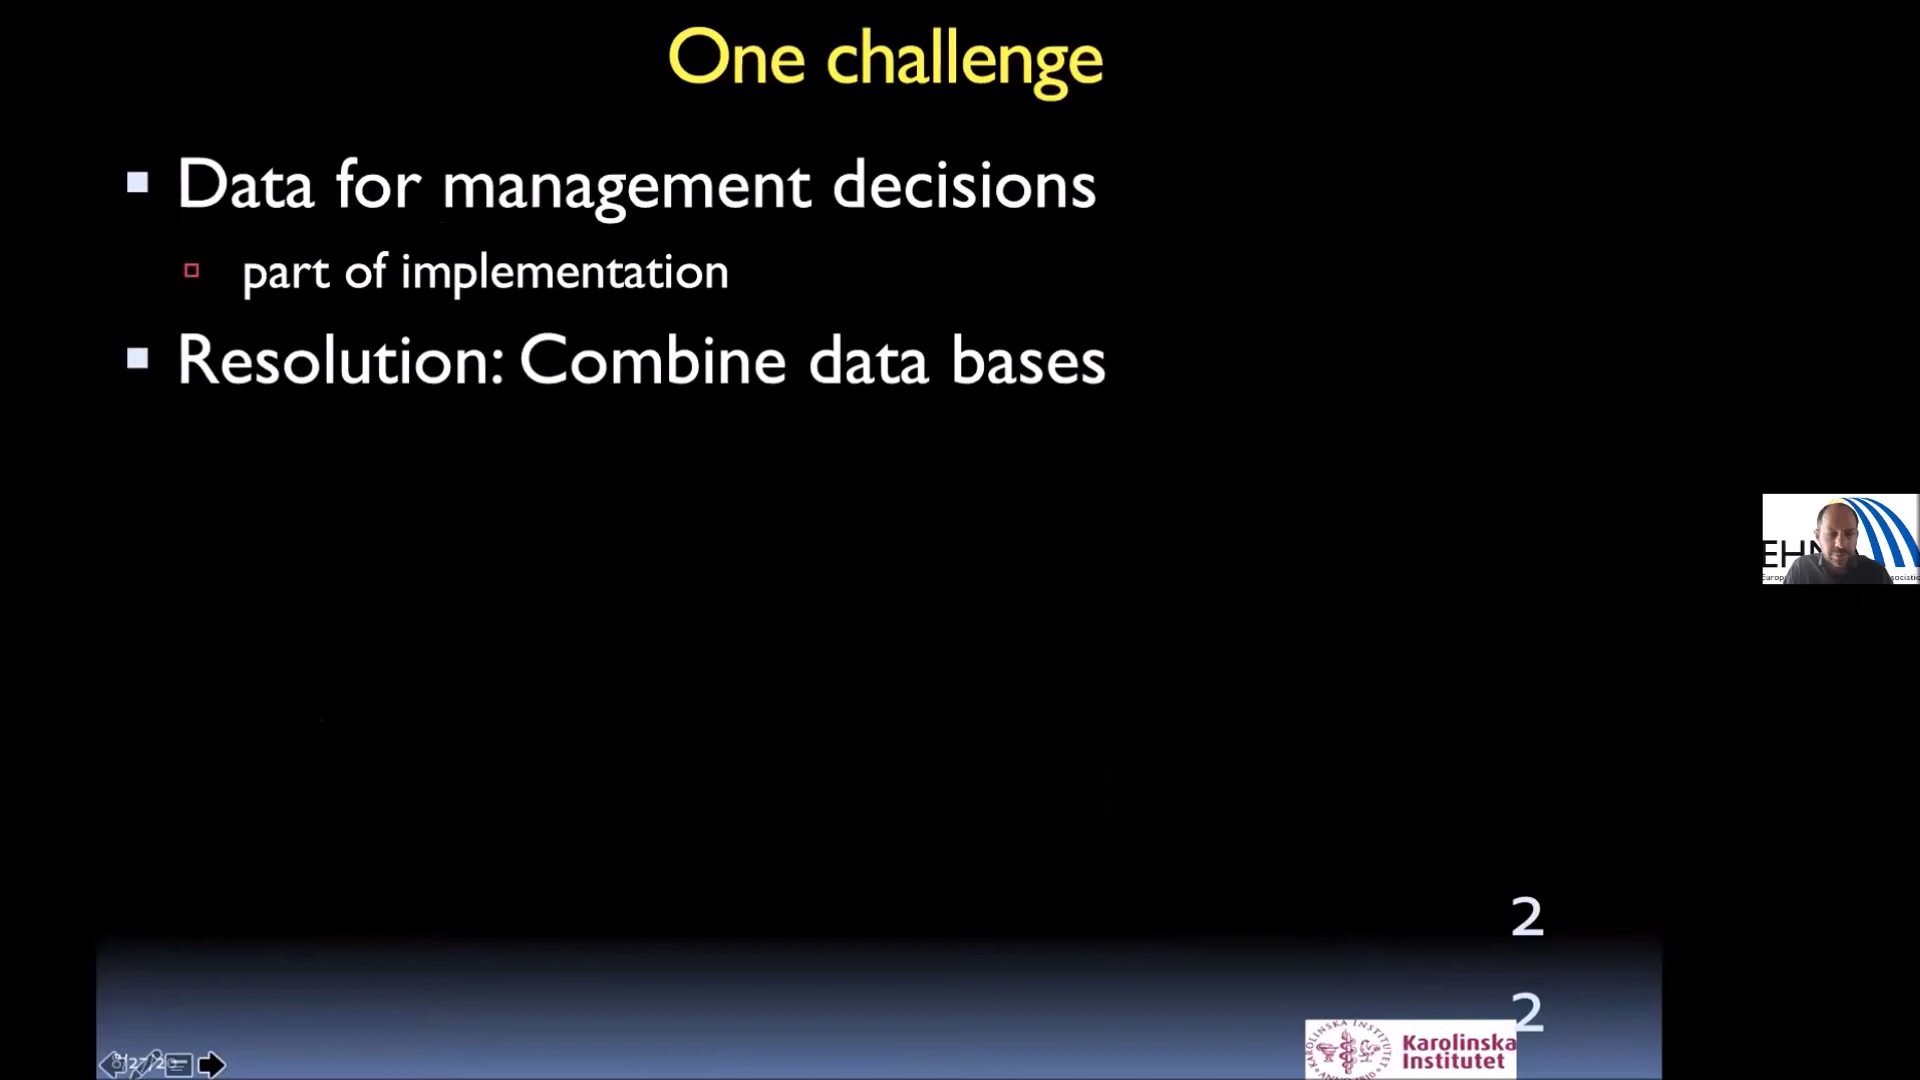 One challenge
Data for management decisions
part of implementation
Resolution: Combine data bases
2
2
Karolinska
Institutet